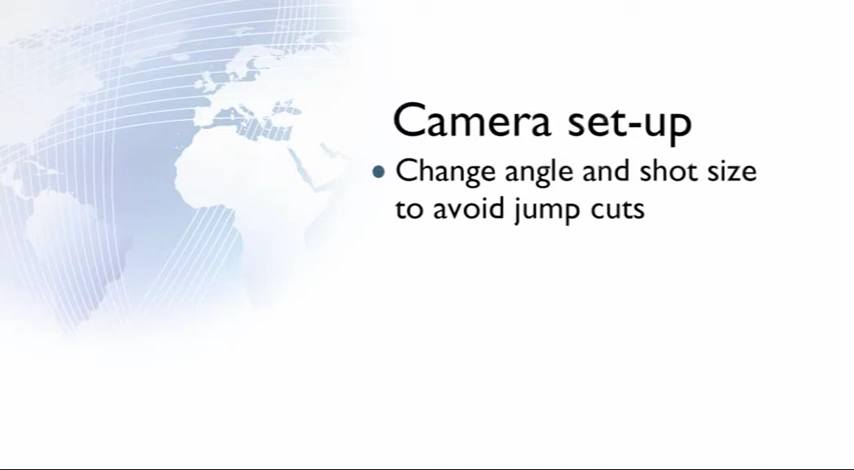 Camera set-up
• Change angle and shot size
to avoid jump cuts